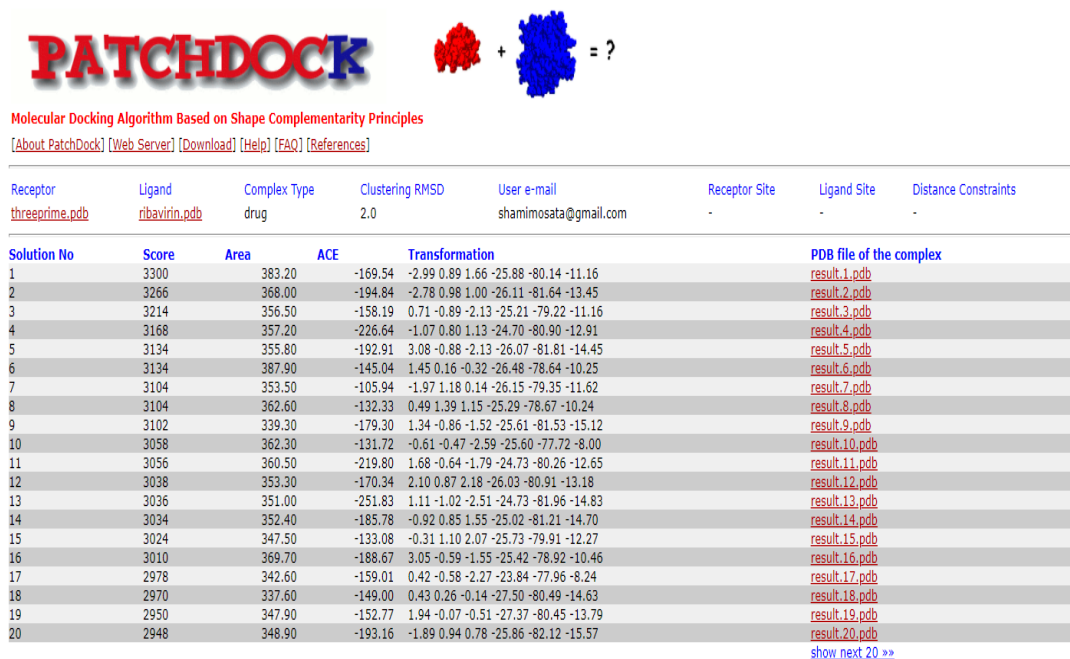 PATCHDOCK + = ?
Molecular Docking Algorithm Based on Shape Complementarity Principles
[About PatchDock] [Web Server] [Download] [Help] [FAQ] [References]
Receptor Ligand Complex Type Clustering RMSD User e-mail Receptor Site Ligand Site Distance Constraints
threeprime.pdb ribavirin.pdb drug 2.0 shamimosata@gmail.com - - -
Solution No Score Area ACE Transformation PDB file of the complex
1 3300 383.20 -169.54 -2.99 0.89 1.66 -25.88 -80.14 -11.16 result.1.pdb
2 3266 368.00 -194.84 -2.78 0.98 1.00 -26.11 -81.64 -13.45 result.2.pdb
3 3214 356.50 -158.19 0.71 -0.89 -2.13 -25.21 -79.22 -11.16 result.3.pdb
4 3168 357.20 -226.64 -1.07 0.80 1.13 -24.70 -80.90 -12.91 result.4.pdb
5 3134 355.80 -192.91 3.08 -0.88 -2.13 -26.07 -81.81 -14.45 result.5.pdb
6 3134 387.90 -145.04 1.45 0.16 -0.32 -26.48 -78.64 -10.25 result.6.pdb
7 3104 353.50 -105.94 -1.97 1.18 0.14 -26.15 -79.35 -11.62 result.7.pdb
8 3104 362.60 -132.33 0.49 1.39 1.15 -25.29 -78.67 -10.24 result.8.pdb
9 3102 339.30 -179.30 1.34 -0.86 -1.52 -25.61 -81.53 -15.12 result.9.pdb
10 3058 362.30 -131.72 -0.61 -0.47 -2.59 -25.60 -77.72 -8.00 result.10.pdb
11 3056 360.50 -219.80 1.68 -0.64 -1.79 -24.73 -80.26 -12.65 result.11.pdb
12 3038 353.30 -170.34 2.10 0.87 2.18 -26.03 -80.91 -13.18 result.12.pdb
13 3036 351.00 -251.83 1.11 -1.02 -2.51 -24.73 -81.96 -14.83 result.13.pdb
14 3034 352.40 -185.78 -0.92 0.85 1.55 -25.02 -81.21 -14.70 result.14.pdb
15 3024 347.50 -133.08 -0.31 1.10 2.07 -25.73 -79.91 -12.27 result.15.pdb
16 3010 369.70 -188.67 3.05 -0.59 -1.55 -25.42 -78.92 -10.46 result.16.pdb
17 2978 342.60 -159.01 0.42 -0.58 -2.27 -23.84 -77.96 -8.24 result.17.pdb
18 2970 337.60 -149.00 0.43 0.26 -0.14 -27.50 -80.49 -14.63 result.18.pdb
19 2950 347.90 -152.77 1.94 -0.07 -0.51 -27.37 -80.45 -13.79 result.19.pdb
20 2948 348.90 -193.16 -1.89 0.94 0.78 -25.86 -82.12 -15.57 result.20.pdb
show next 20 »»